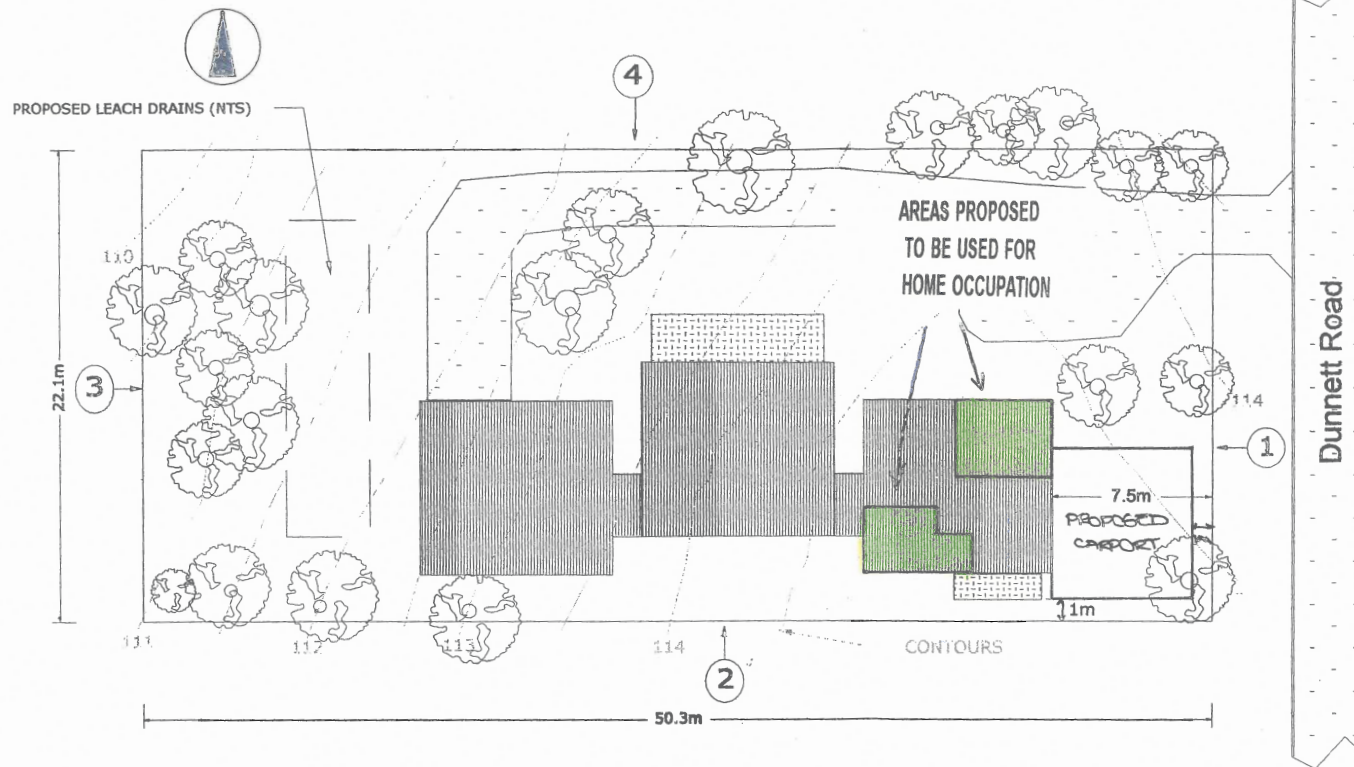 4
PROPOSED LEACH DRAINS (NTS)
AREAS PROPOSED
TO BE USED FOR
HOME OCCUPATION
110
22.1m
3
Dunnett Road
114
1
7.5m
PROPOSED
CARPORT
1m
111
112
113
114
CONTOURS
2
50.3m